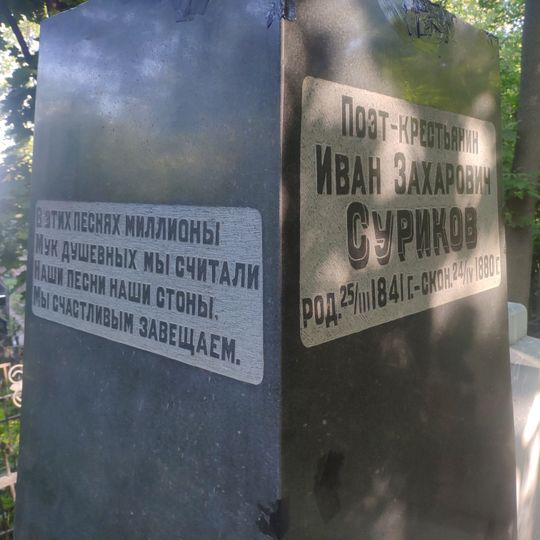 В ЭТИХ ПЕСНЯХ МИЛЛИОНЫ
МУК ДУШЕВНЫХ МЫ СЧИТАЛИ
НАШИ ПЕСНИ НАШИ СТОНЫ,
МЫ СЧАСТЛИВЫМ ЗАВЕЩАЕМ.
ПОЭТ-КРЕСТЬЯНИН
ИВАН ЗАХАРОВИЧ
СУРИКОВ
РОД. 25/III 1841 Г.-СКОН. 24/IV 1880 Г.